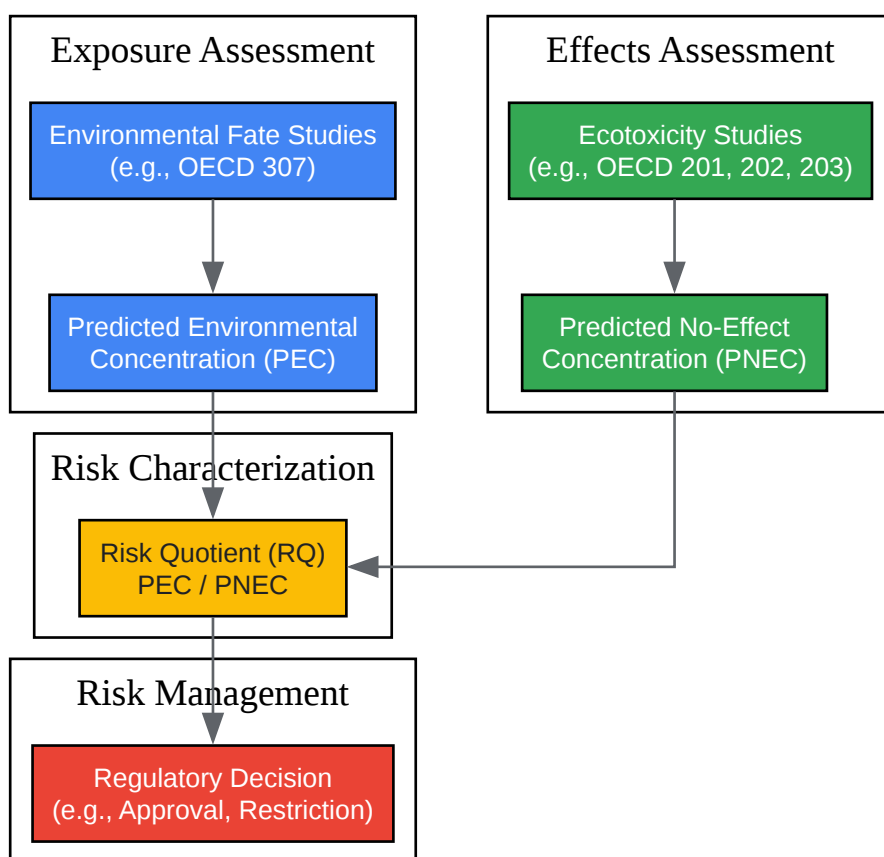 Exposure Assessment
Environmental Fate Studies
(e.g., OECD 307)
Predicted Environmental
Concentration (PEC)
Effects Assessment
Ecotoxicity Studies
(e.g., OECD 201, 202, 203)
Predicted No-Effect
Concentration (PNEC)
Risk Characterization
Risk Quotient (RQ)
PEC / PNEC
Risk Management
Regulatory Decision
(e.g., Approval, Restriction)